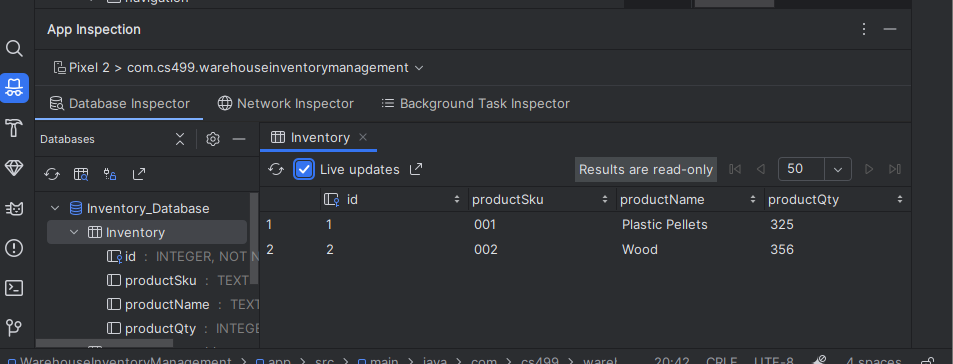 navigation
App Inspection
Pixel 2 > com.cs499.warehouseinventorymanagement
Database Inspector Network Inspector Background Task Inspector
Databases
Inventory
Live updates Results are read-only 50
id productSku productName productQty
1 1 001 Plastic Pellets 325
2 2 002 Wood 356
Inventory_Database
Inventory
id : INTEGER, NOT N
productSku : TEXT
productName : TEXT
productQty : INTEGE
WarehouseInventoryManagement > app > src > main > java > com > cs499 > wareh 20:42 CRLF UTF-8 4 spaces